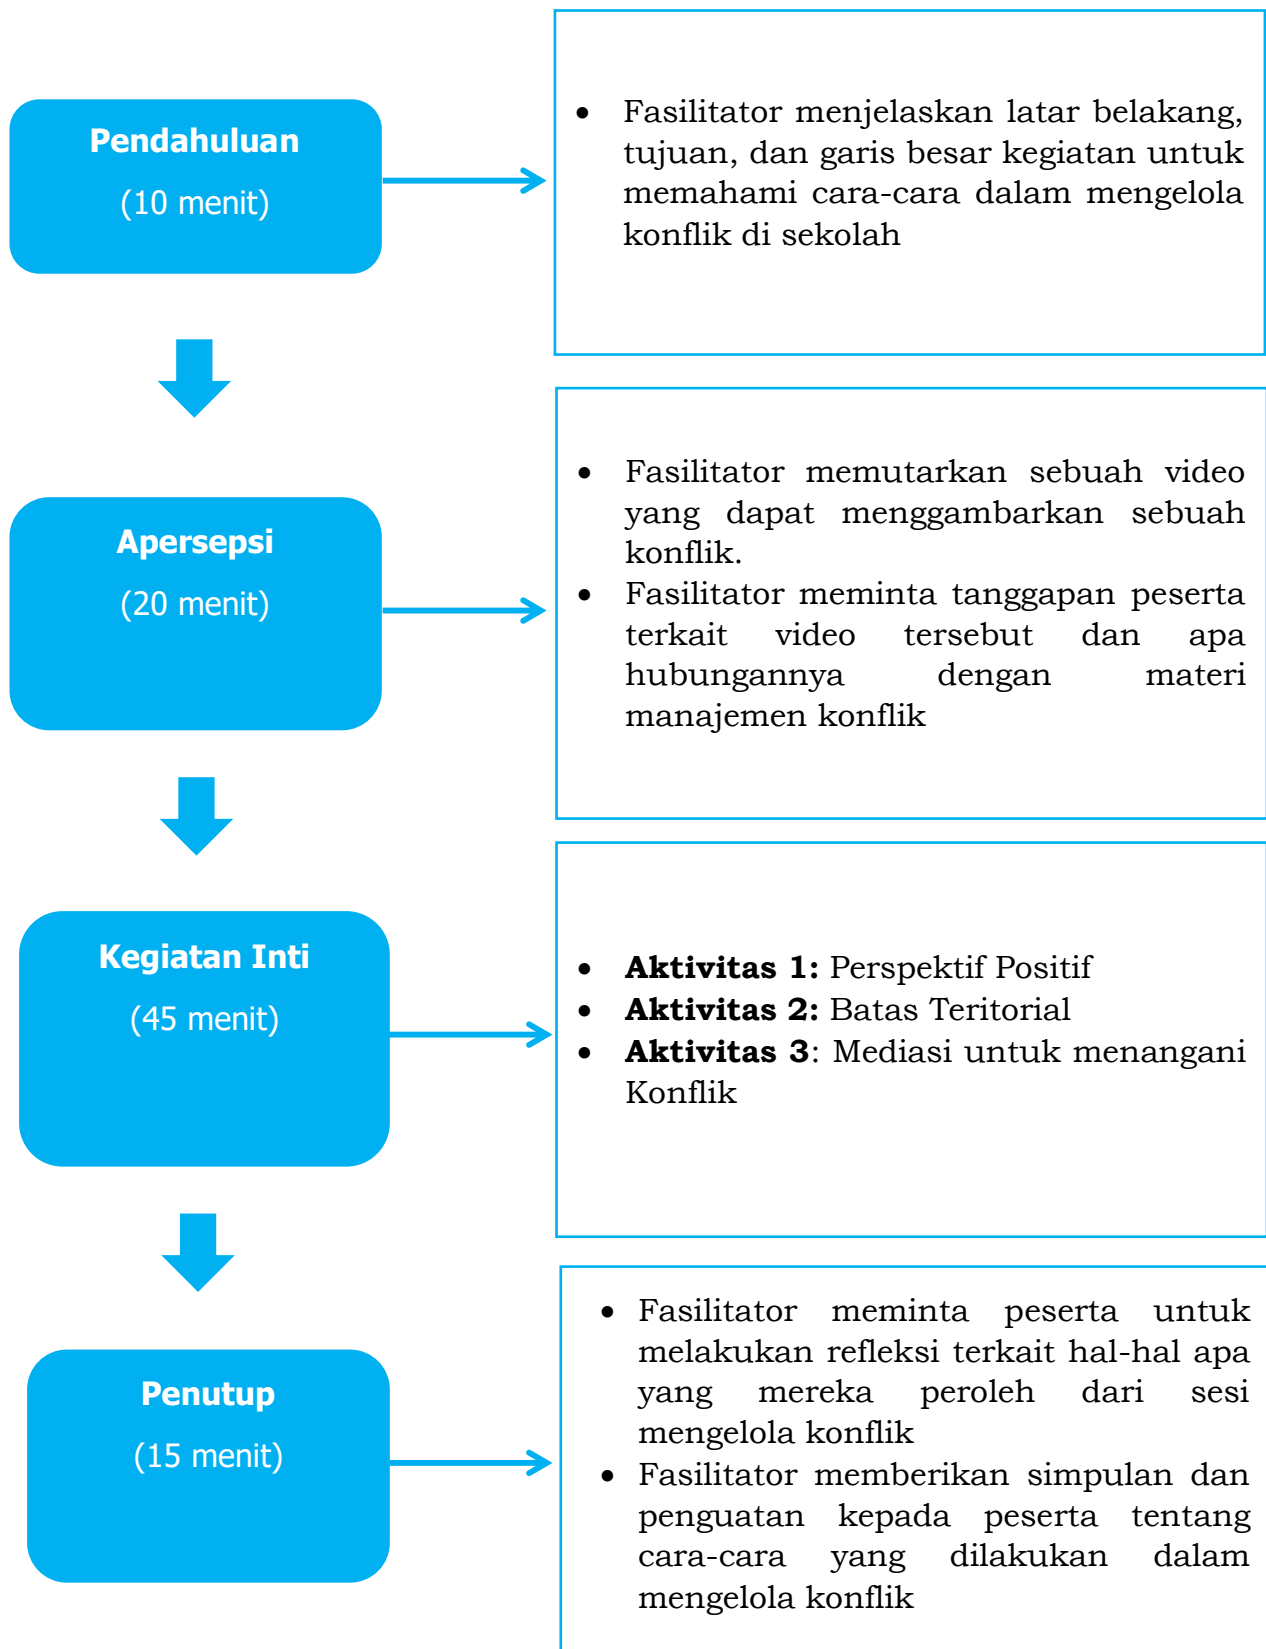 Pendahuluan
(10 menit)
• Fasilitator menjelaskan latar belakang,
tujuan, dan garis besar kegiatan untuk
memahami cara-cara dalam mengelola
konflik di sekolah
Apersepsi
(20 menit)
• Fasilitator memutarkan sebuah video
yang dapat menggambarkan sebuah
konflik.
• Fasilitator meminta tanggapan peserta
terkait video tersebut dan apa
hubungannya dengan materi
manajemen konflik
Kegiatan Inti
(45 menit)
• Aktivitas 1: Perspektif Positif
• Aktivitas 2: Batas Teritorial
• Aktivitas 3: Mediasi untuk menangani
Konflik
Penutup
(15 menit)
• Fasilitator meminta peserta untuk
melakukan refleksi terkait hal-hal apa
yang mereka peroleh dari sesi
mengelola konflik
• Fasilitator memberikan simpulan dan
penguatan kepada peserta tentang
cara-cara yang dilakukan dalam
mengelola konflik